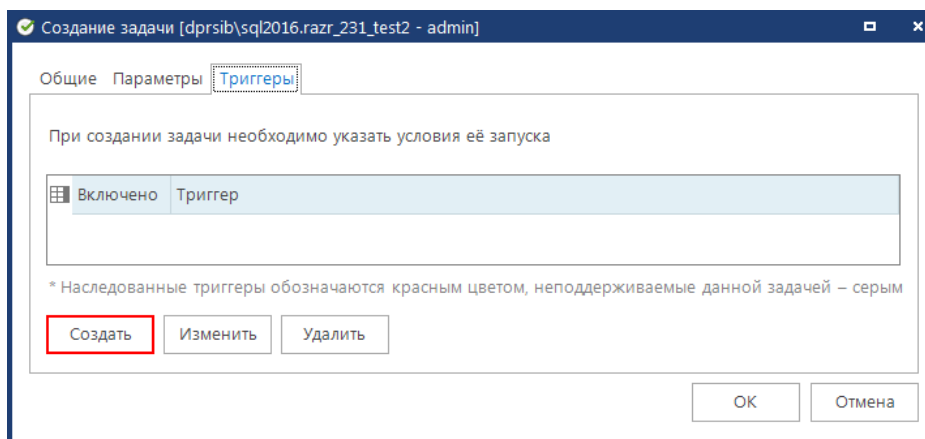 Создание задачи [dprsib\sql2016.razr_231_test2 - admin]
Общие Параметры Триггеры
При создании задачи необходимо указать условия её запуска
Включено Триггер
* Наследованные триггеры обозначаются красным цветом, неподдерживаемые данной задачей – серым
Создать Изменить Удалить
ОК Отмена